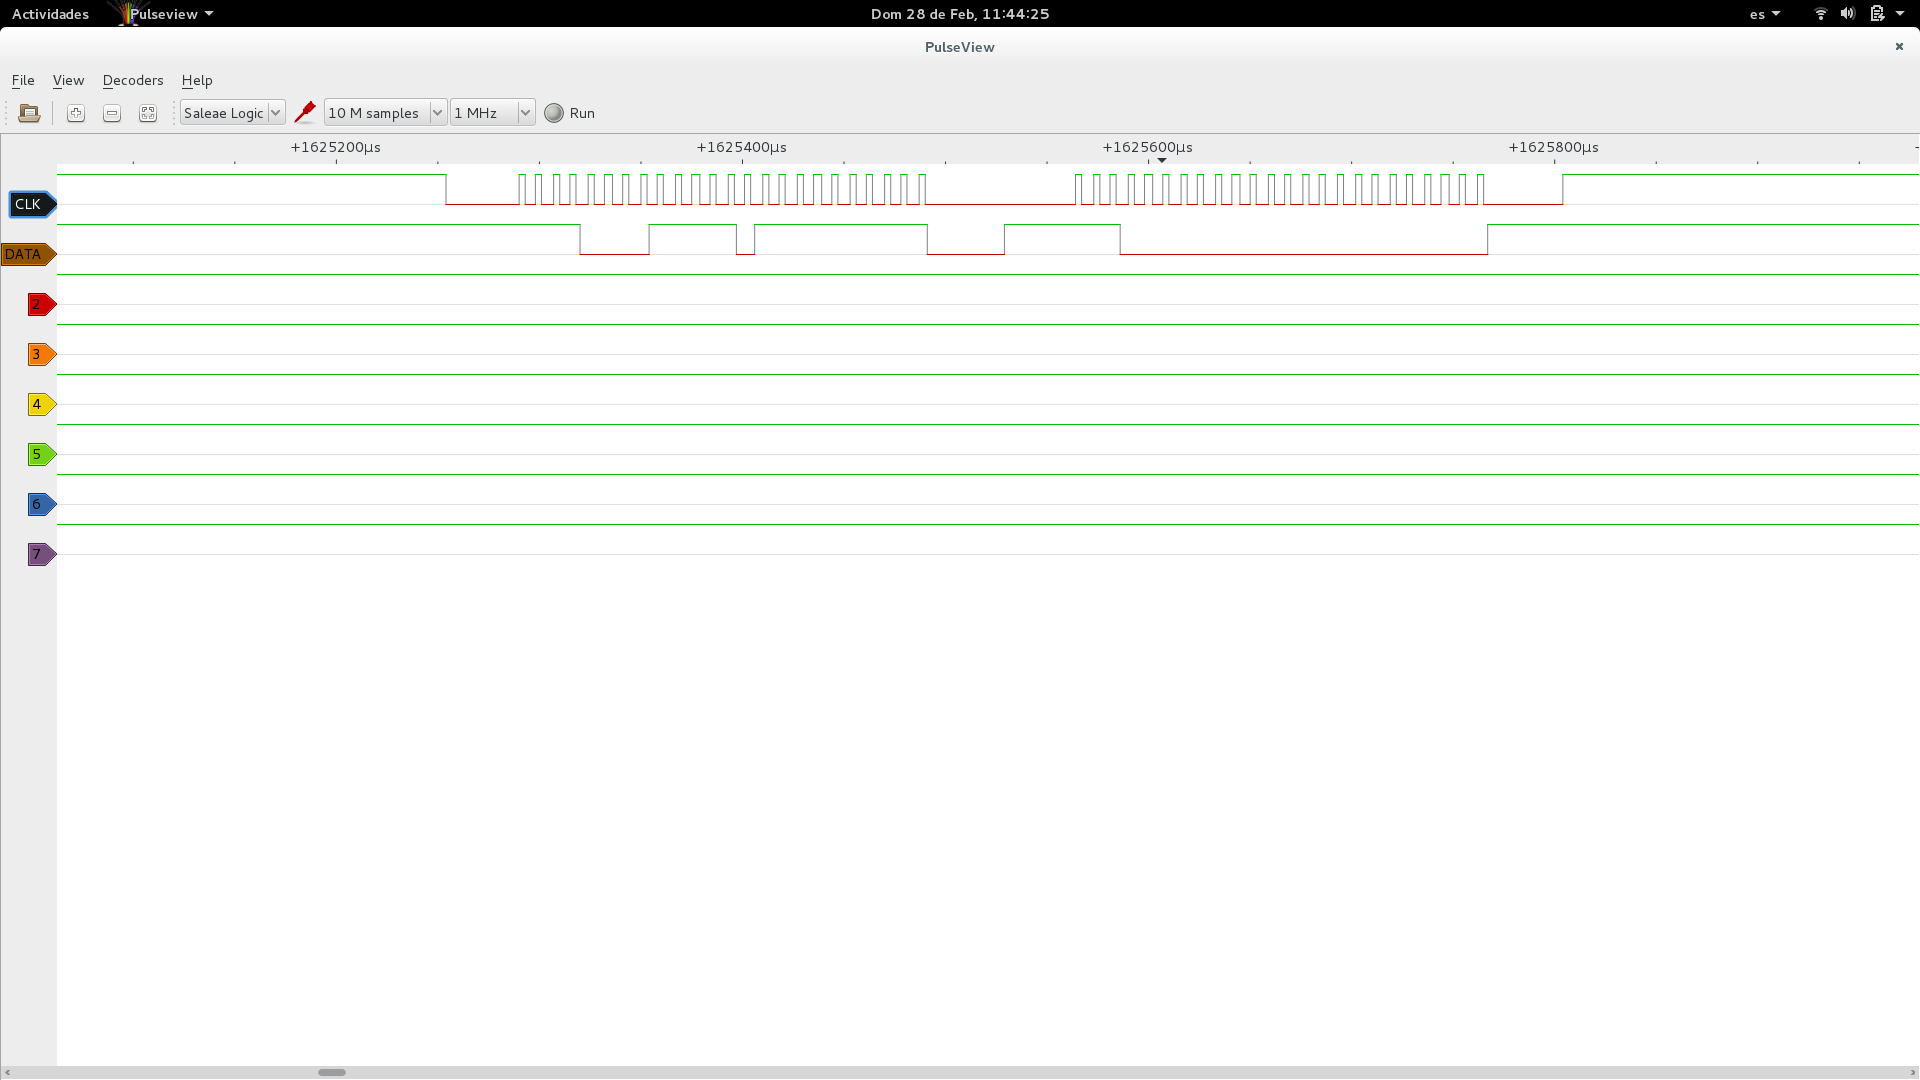 Actividades Pulseview Dom 28 de Feb, 11:44:25 es
PulseView
File View Decoders Help
Saleae Logic 10 M samples 1 MHz Run
+1625200µs +1625400µs +1625600µs +1625800µs
CLK
DATA
2
3
4
5
6
7